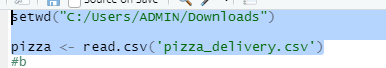 Source on Save
setwd("C:/Users/ADMIN/Downloads")
pizza <- read.csv('pizza_delivery.csv')
#b